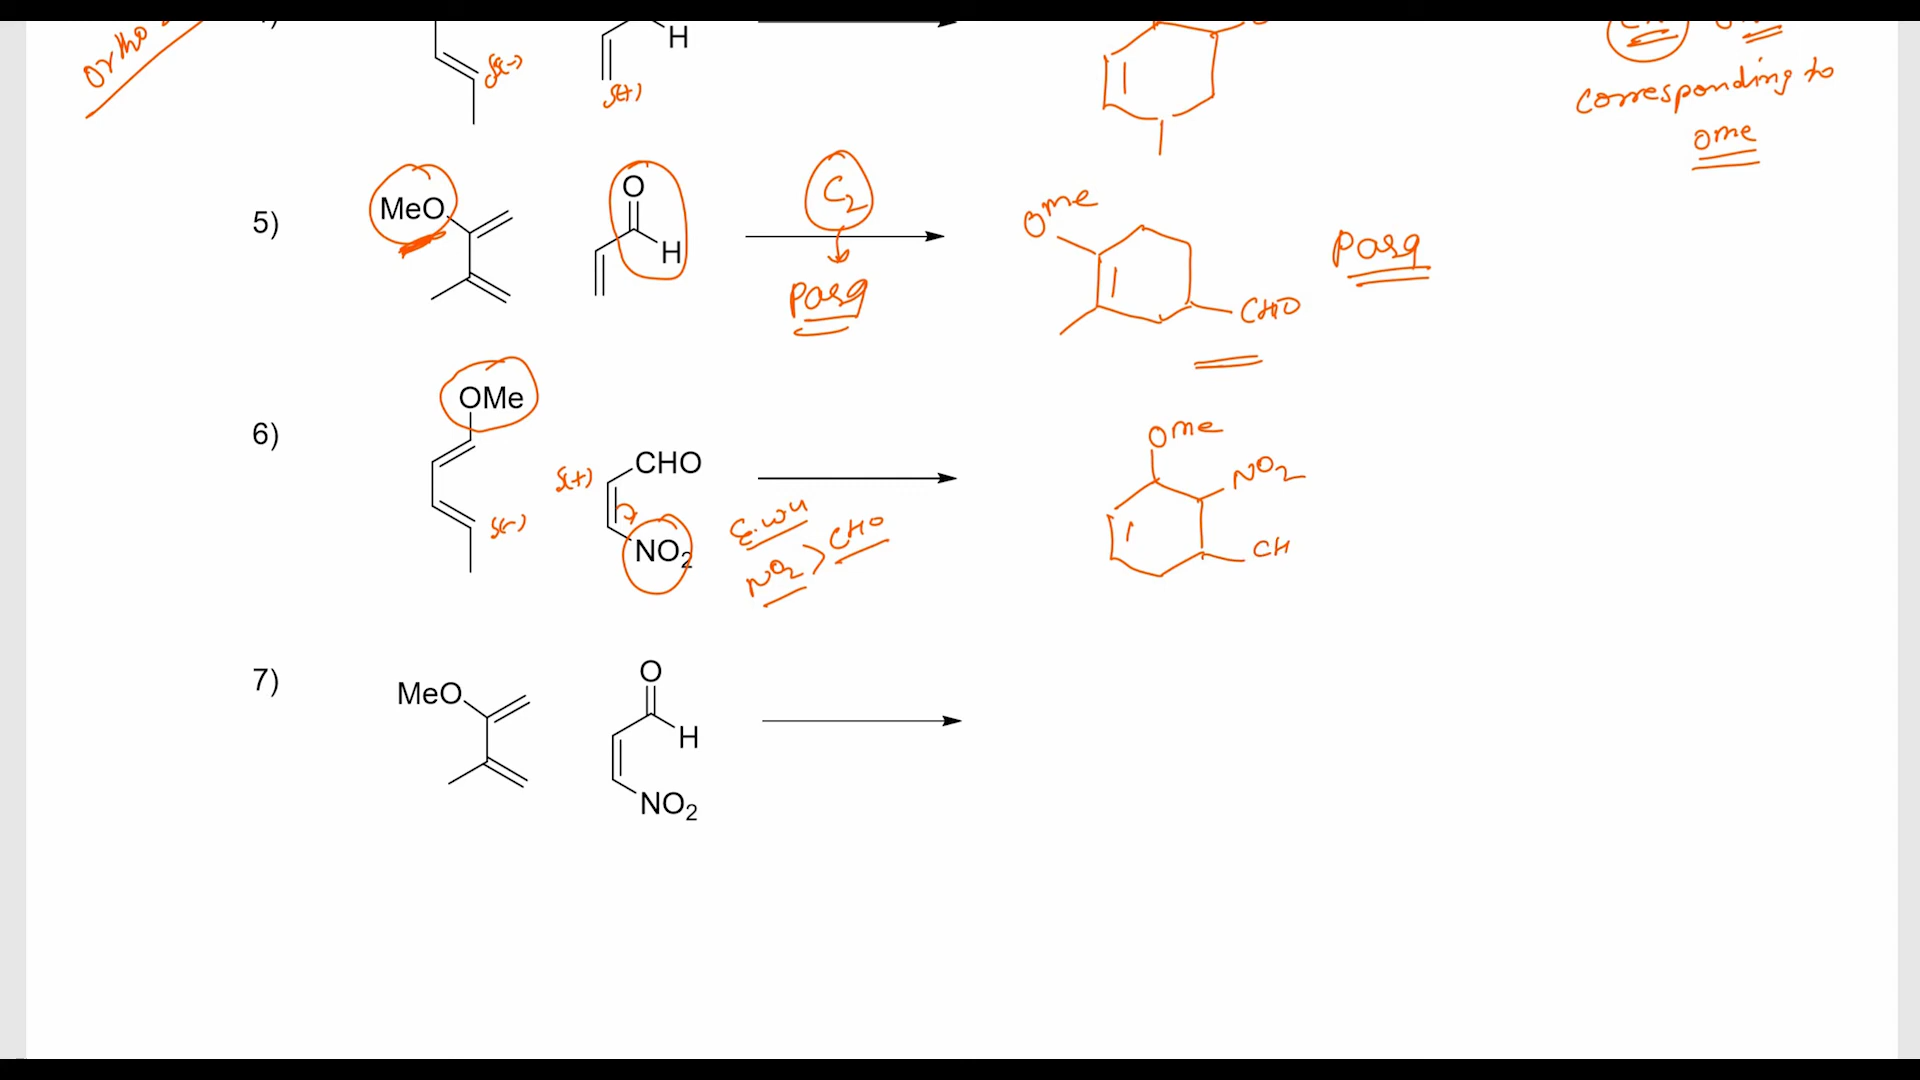 ortho
H
δ(-)
δ(+)
corresponding to
OMe
5)
MeO
O
H
C2
para
OMe
CHO
para
6)
OMe
δ(-)
δ(+)
CHO
NO2
E.W.G
NO2 > CHO
OMe
NO2
CH
7)
MeO
O
H
NO2